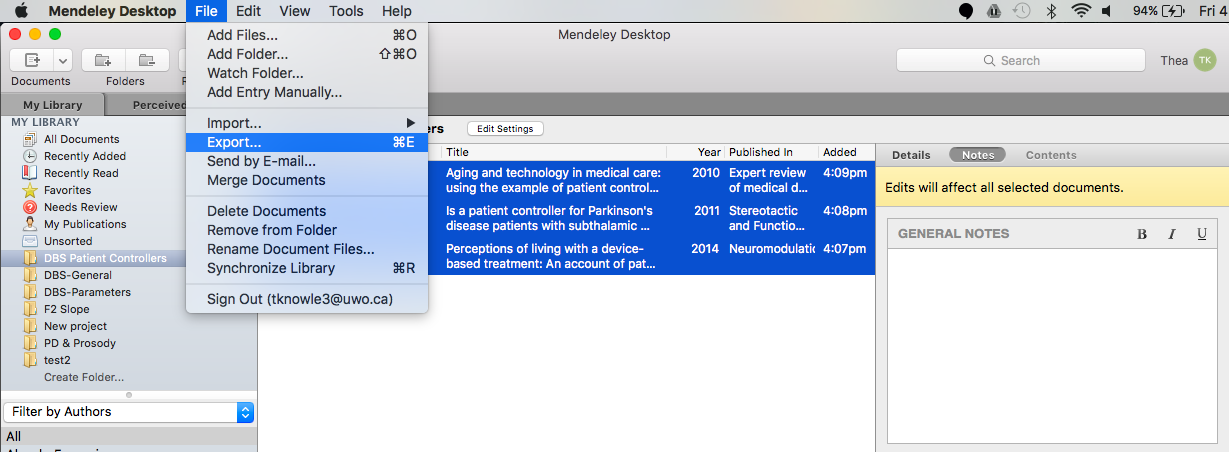 Mendeley Desktop File Edit View Tools Help 94% Fri 4
Mendeley Desktop
Search
Thea TK
Documents Folders
My Library Perceived
Add Files... ⌘O
Add Folder... ⇧⌘O
Watch Folder...
Add Entry Manually...
Import...
Export... ⌘E
Send by E-mail...
Merge Documents
Delete Documents
Remove from Folder
Rename Document Files...
Synchronize Library ⌘R
Sign Out (tknowle3@uwo.ca)
MY LIBRARY
All Documents
Recently Added
Recently Read
Favorites
Needs Review
My Publications
Unsorted
DBS Patient Controllers
DBS-General
DBS-Parameters
F2 Slope
New project
PD & Prosody
test2
Create Folder...
Filter by Authors
All
Edit Settings
Title Year Published In Added
Aging and technology in medical care: 2010 Expert review 4:09pm
using the example of patient control... of medical d...
Is a patient controller for Parkinson's 2011 Stereotactic 4:08pm
disease patients with subthalamic ... and Functio...
Perceptions of living with a device- 2014 Neuromodulatio 4:07pm
based treatment: An account of pat...
Details Notes Contents
Edits will affect all selected documents.
GENERAL NOTES B I U